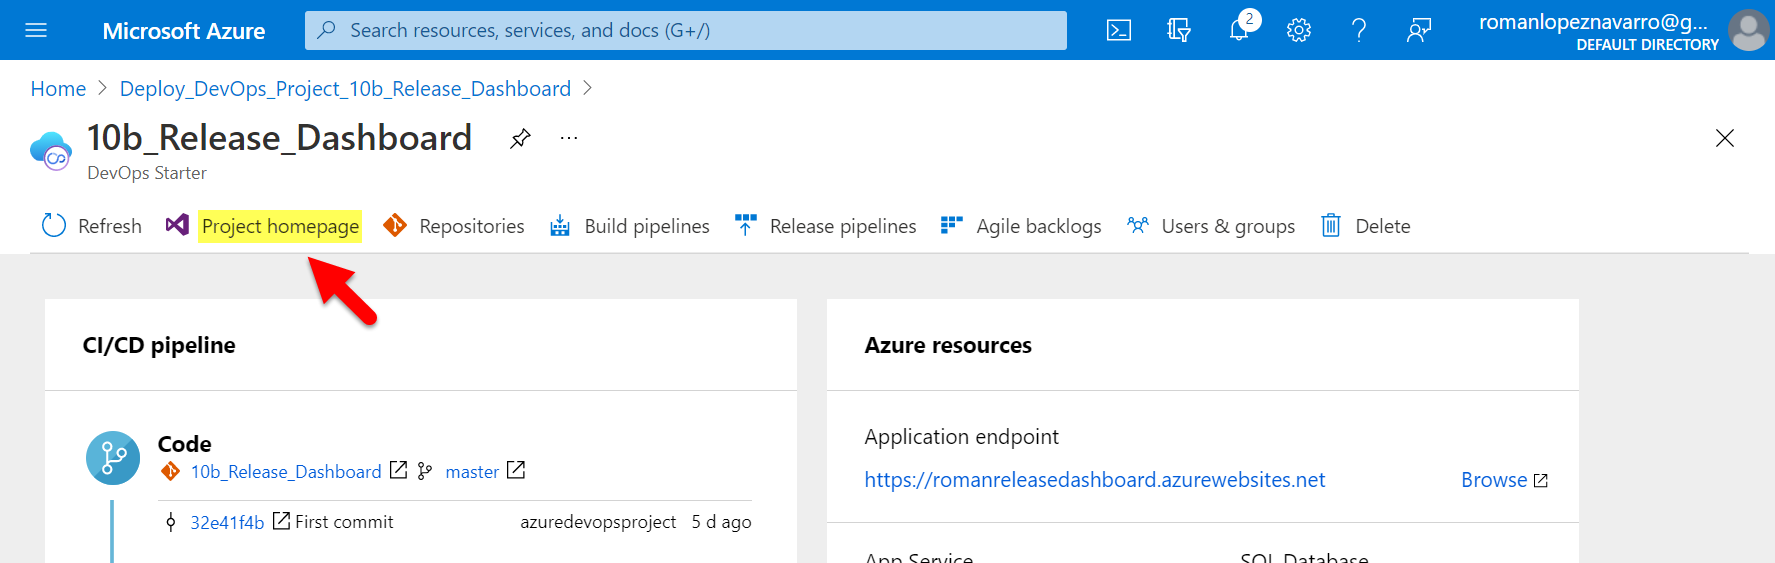 Microsoft Azure
Search resources, services, and docs (G+/)
2
romanlopeznavarro@g...
DEFAULT DIRECTORY
Home > Deploy_DevOps_Project_10b_Release_Dashboard >
10b_Release_Dashboard ...
DevOps Starter
Refresh Project homepage Repositories Build pipelines Release pipelines Agile backlogs Users & groups Delete
CI/CD pipeline
Code
10b_Release_Dashboard master
32e41f4b First commit azuredevopsproject 5 d ago
Azure resources
Application endpoint
https://romanreleasedashboard.azurewebsites.net Browse
App Service SQL Database